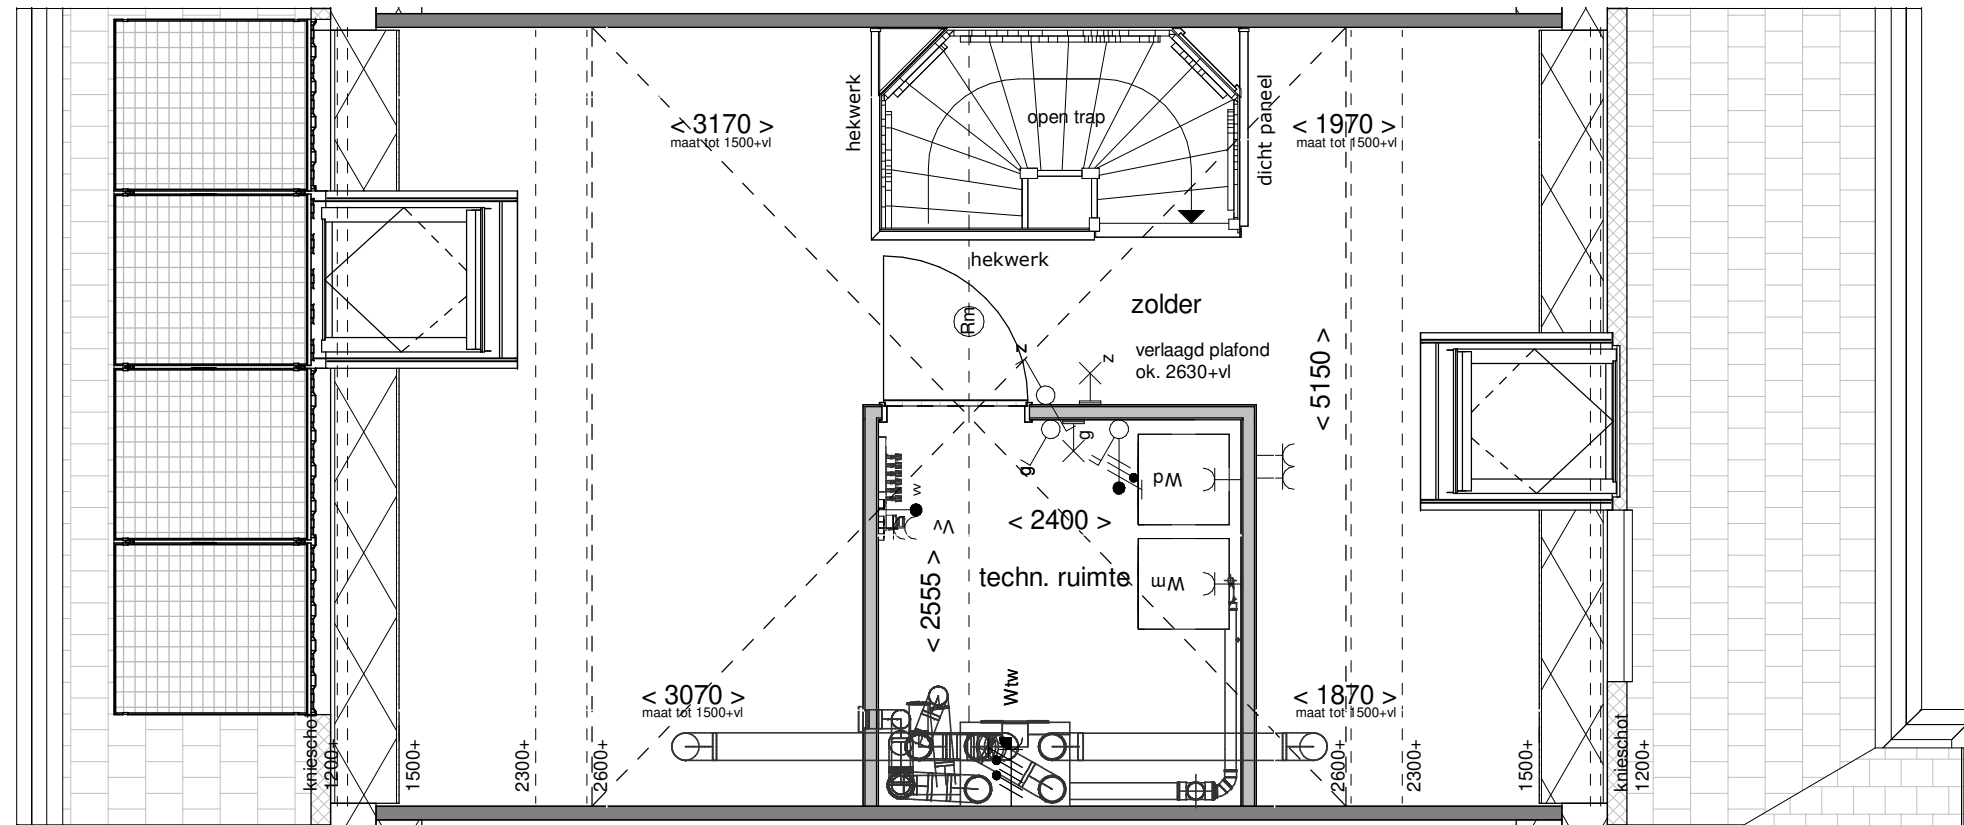 hekwerk
< 3170 >
maat tot 1500+vl
open trap
< 1970 >
maat tot 1500+vl
dicht paneel
hekwerk
zolder
Rm
verlaagd plafond
ok. 2630+vl
< 5150 >
z
z
g
g
Wd
w
Vv
< 2400 >
< 2555 >
techn. ruimte
Wm
Wtw
< 3070 >
maat tot 1500+vl
< 1870 >
maat tot 1500+vl
knieschot
1200+
1500+
2300+
2600+
2600+
2300+
1500+
knieschot
1200+